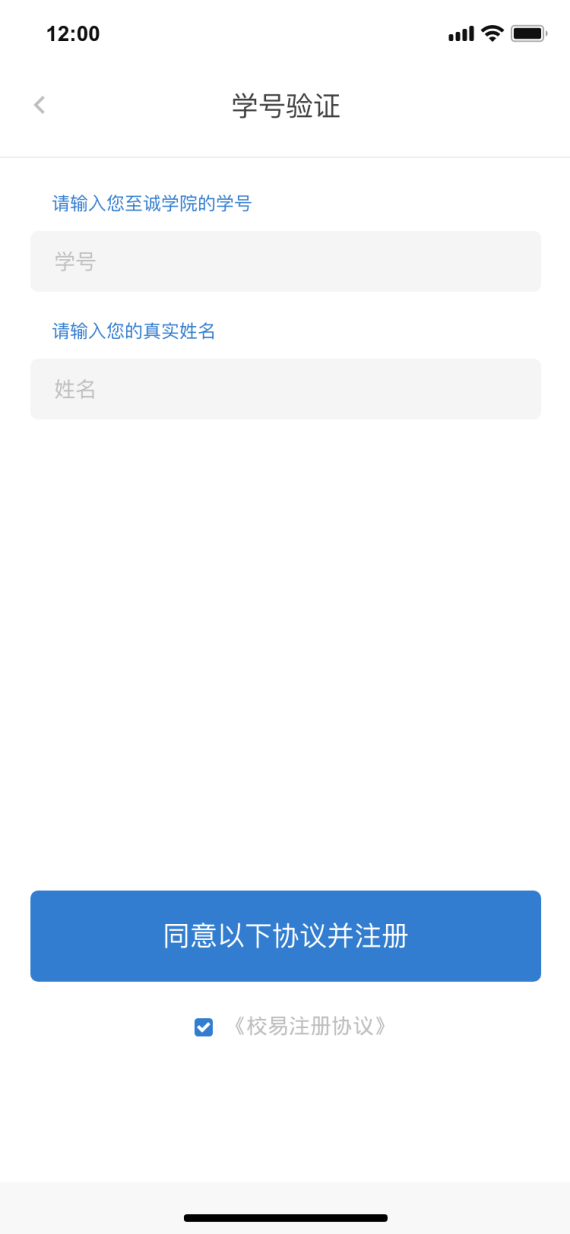 12:00
学号验证
请输入您至诚学院的学号
学号
请输入您的真实姓名
姓名
同意以下协议并注册
《校易注册协议》